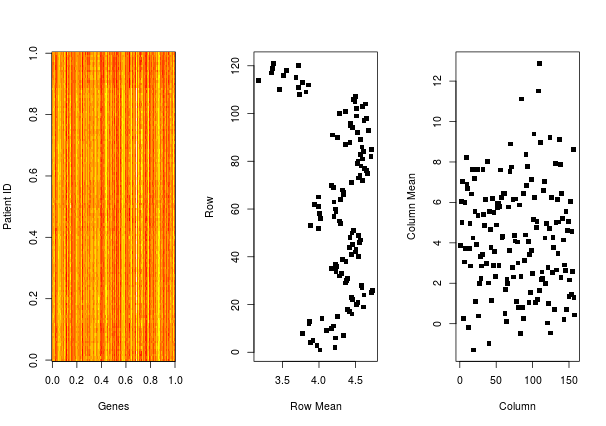 Patient ID
0.0 0.2 0.4 0.6 0.8 1.0
0.0 0.2 0.4 0.6 0.8 1.0
Genes
Row
0 20 40 60 80 100 120
3.5 4.0 4.5
Row Mean
Column Mean
0 2 4 6 8 10 12
0 50 100 150
Column